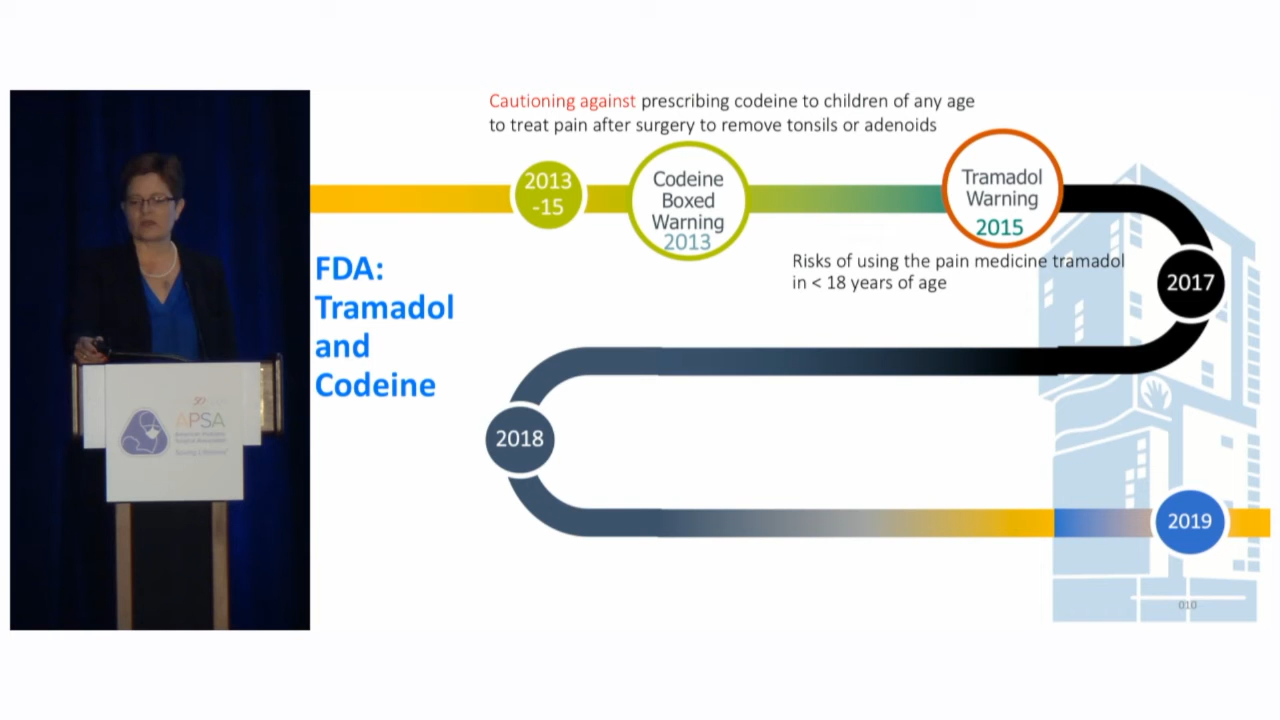 Cautioning against prescribing codeine to children of any age
to treat pain after surgery to remove tonsils or adenoids
2013
-15
Codeine
Boxed
Warning
2013
Tramadol
Warning
2015
Risks of using the pain medicine tramadol
in < 18 years of age
2017
FDA:
Tramadol
and
Codeine
2018
2019
010
APSA